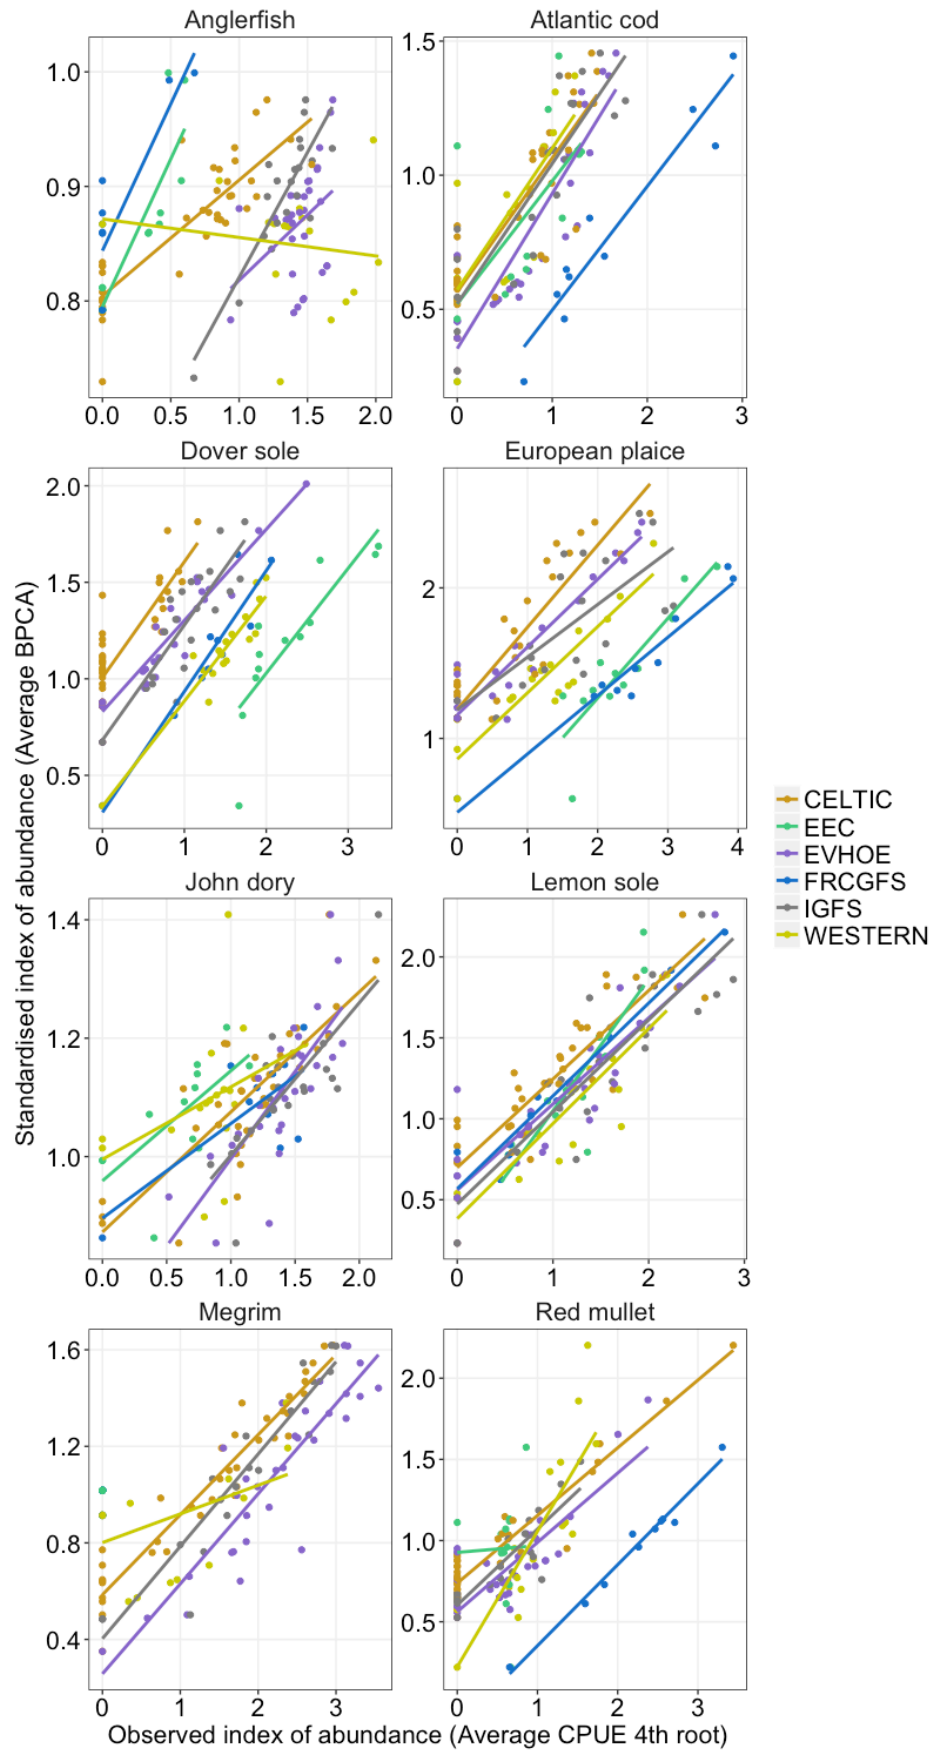 Anglerfish Atlantic cod
1.0
0.9
0.8
0.0 0.5 1.0 1.5 2.0
1.5
1.0
0.5
0 1 2 3
Dover sole European plaice
2.0
1.5
1.0
0.5
0 1 2 3
2
1
0 1 2 3 4
John dory Lemon sole
1.4
1.2
1.0
0.0 0.5 1.0 1.5 2.0
2.0
1.5
1.0
0.5
0 1 2 3
Megrim Red mullet
1.6
1.2
0.8
0.4
0 1 2 3
2.0
1.5
1.0
0.5
0 1 2 3
Standardised index of abundance (Average BPCA)
Observed index of abundance (Average CPUE 4th root)
CELTIC
EEC
EVHOE
FRCGFS
IGFS
WESTERN